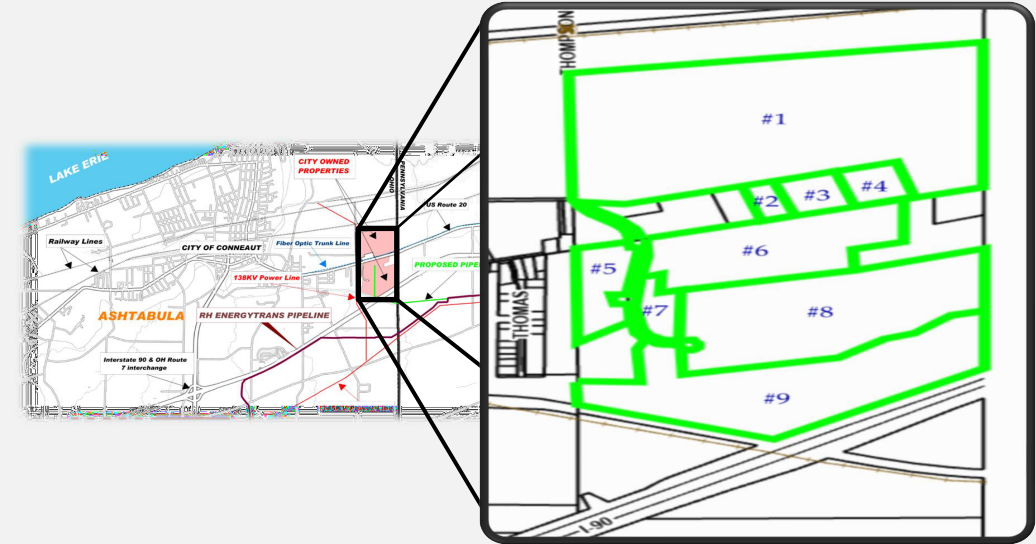 LAKE ERIE
CITY OWNED
PROPERTIES
PENNSYLVANIA
OHIO
US Route 20
Railway Lines
CITY OF CONNEAUT
Fiber Optic Trunk Line
138KV Power Line
PROPOSED PIPE
ASHTABULA
RH ENERGYTRANS PIPELINE
Interstate 90 & OH Route
7 interchange
THOMPSON
#1
#2
#3
#4
#5
#6
#7
#8
THOMAS
#9
I-90